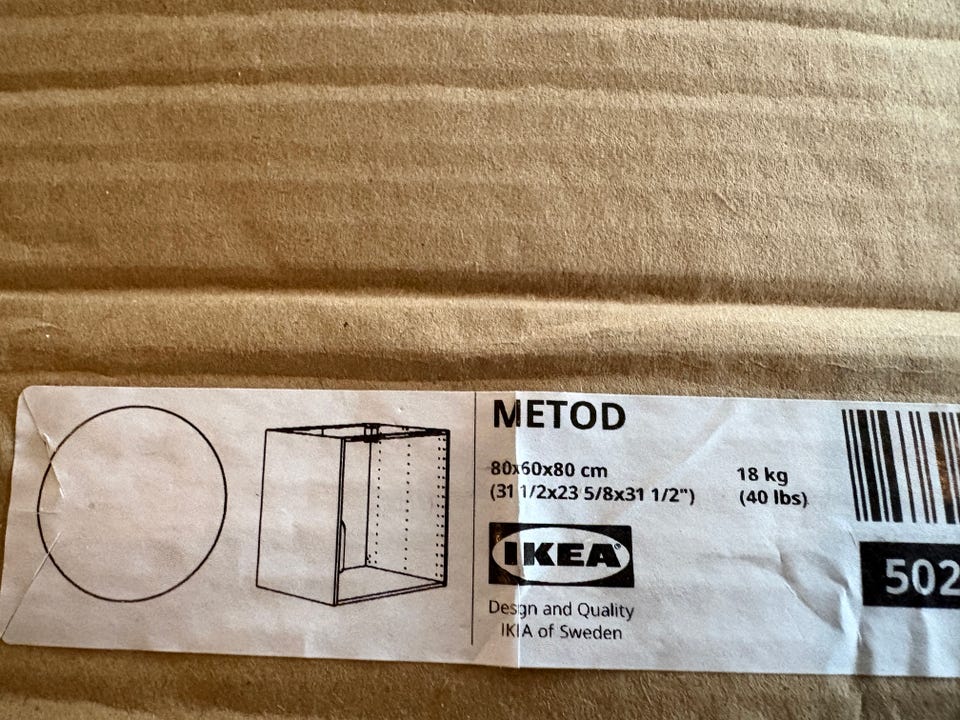 METOD
80x60x80 cm
(31 1/2x23 5/8x31 1/2")
18 kg
(40 lbs)
IKEA®
Design and Quality
IKEA of Sweden
502